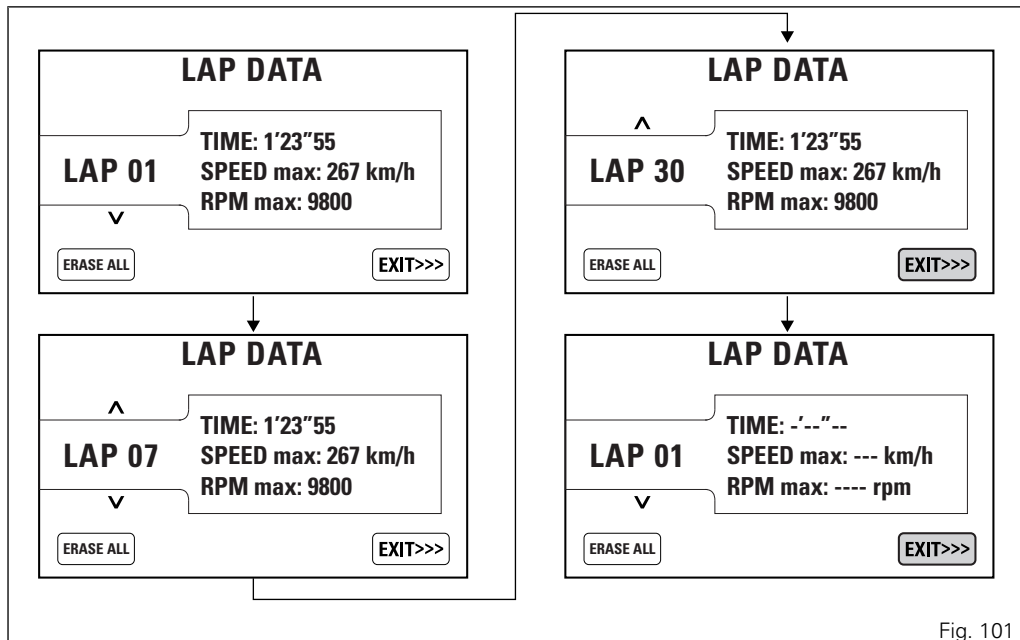 LAP DATA
LAP 01
TIME: 1'23"55
SPEED max: 267 km/h
RPM max: 9800
ERASE ALL
EXIT>>>
LAP DATA
LAP 07
TIME: 1'23"55
SPEED max: 267 km/h
RPM max: 9800
ERASE ALL
EXIT>>>
LAP DATA
LAP 30
TIME: 1'23"55
SPEED max: 267 km/h
RPM max: 9800
ERASE ALL
EXIT>>>
LAP DATA
LAP 01
TIME: -'--"--
SPEED max: --- km/h
RPM max: ---- rpm
ERASE ALL
EXIT>>>
Fig. 101